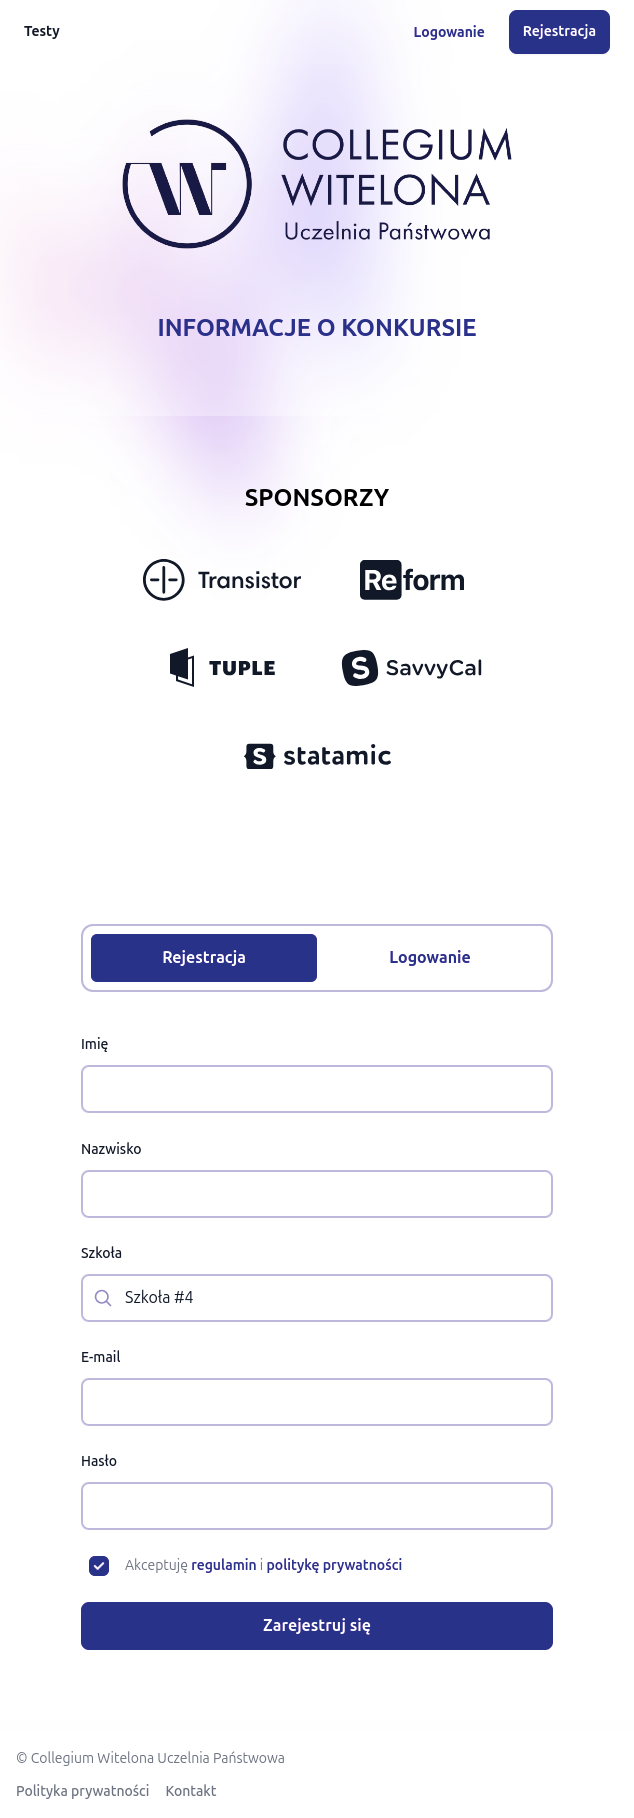 Testy
Logowanie
Rejestracja
W
COLLEGIUM
WITELONA
Uczelnia Państwowa
INFORMACJE O KONKURSIE
SPONSORZY
Transistor
Reform
TUPLE
S SavvyCal
S statamic
Rejestracja
Logowanie
Imię
Nazwisko
Szkoła
Szkoła #4
E-mail
Hasło
Akceptuję regulamin i politykę prywatności
Zarejestruj się
© Collegium Witelona Uczelnia Państwowa
Polityka prywatności
Kontakt